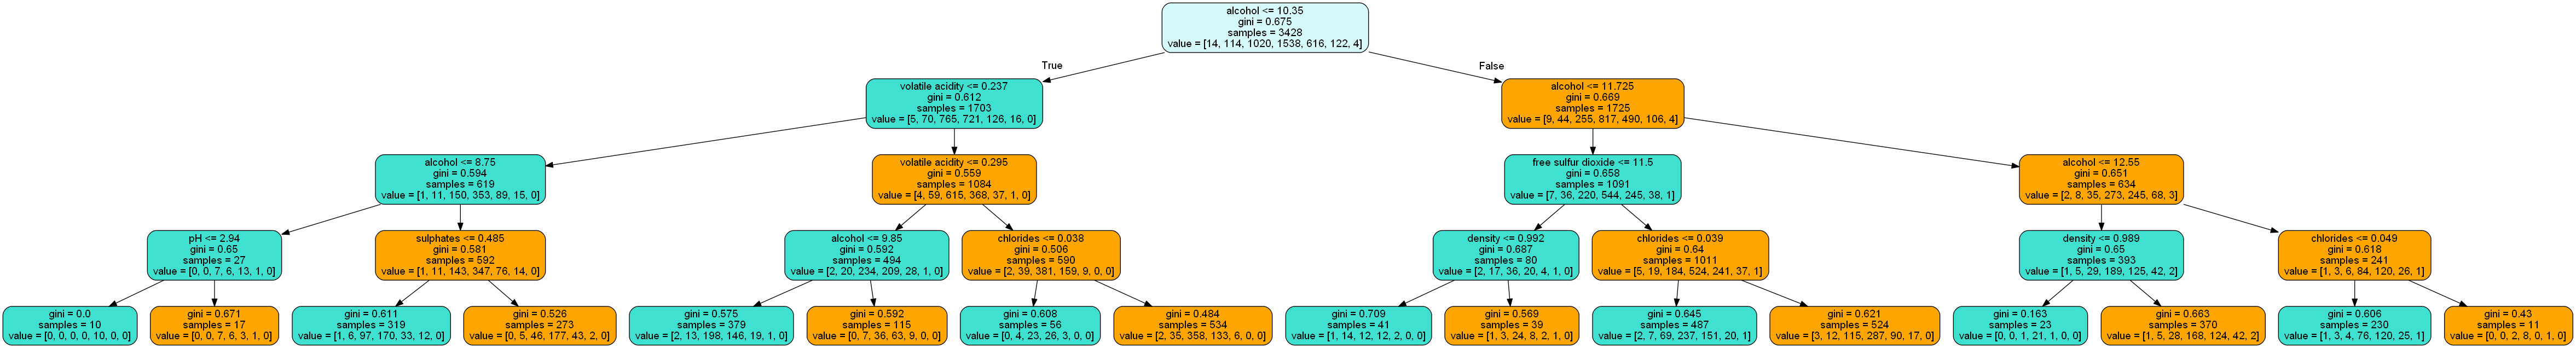 alcohol <= 10.35
gini = 0.675
samples = 3428
value = [14, 114, 1020, 1538, 616, 122, 4]
True
False
volatile acidity <= 0.237
gini = 0.612
samples = 1703
value = [5, 70, 765, 721, 126, 16, 0]
alcohol <= 11.725
gini = 0.669
samples = 1725
value = [9, 44, 255, 817, 490, 106, 4]
alcohol <= 8.75
gini = 0.594
samples = 619
value = [1, 11, 150, 353, 89, 15, 0]
volatile acidity <= 0.295
gini = 0.559
samples = 1084
value = [4, 59, 615, 368, 37, 1, 0]
free sulfur dioxide <= 11.5
gini = 0.658
samples = 1091
value = [7, 36, 220, 544, 245, 38, 1]
alcohol <= 12.55
gini = 0.651
samples = 634
value = [2, 8, 35, 273, 245, 68, 3]
pH <= 2.94
gini = 0.65
samples = 27
value = [0, 0, 7, 6, 13, 1, 0]
sulphates <= 0.485
gini = 0.581
samples = 592
value = [1, 11, 143, 347, 76, 14, 0]
alcohol <= 9.85
gini = 0.592
samples = 494
value = [2, 20, 234, 209, 28, 1, 0]
chlorides <= 0.038
gini = 0.506
samples = 590
value = [2, 39, 381, 159, 9, 0, 0]
density <= 0.992
gini = 0.687
samples = 80
value = [2, 17, 36, 20, 4, 1, 0]
chlorides <= 0.039
gini = 0.64
samples = 1011
value = [5, 19, 184, 524, 241, 37, 1]
density <= 0.989
gini = 0.65
samples = 393
value = [1, 5, 29, 189, 125, 42, 2]
chlorides <= 0.049
gini = 0.618
samples = 241
value = [1, 3, 6, 84, 120, 26, 1]
gini = 0.0
samples = 10
value = [0, 0, 0, 0, 10, 0, 0]
gini = 0.671
samples = 17
value = [0, 0, 7, 6, 3, 1, 0]
gini = 0.611
samples = 319
value = [1, 6, 97, 170, 33, 12, 0]
gini = 0.526
samples = 273
value = [0, 5, 46, 177, 43, 2, 0]
gini = 0.575
samples = 379
value = [2, 13, 198, 146, 19, 1, 0]
gini = 0.592
samples = 115
value = [0, 7, 36, 63, 9, 0, 0]
gini = 0.608
samples = 56
value = [0, 4, 23, 26, 3, 0, 0]
gini = 0.484
samples = 534
value = [2, 35, 358, 133, 6, 0, 0]
gini = 0.709
samples = 41
value = [1, 14, 12, 12, 2, 0, 0]
gini = 0.569
samples = 39
value = [1, 3, 24, 8, 2, 1, 0]
gini = 0.645
samples = 487
value = [2, 7, 69, 237, 151, 20, 1]
gini = 0.621
samples = 524
value = [3, 12, 115, 287, 90, 17, 0]
gini = 0.163
samples = 23
value = [0, 0, 1, 21, 1, 0, 0]
gini = 0.663
samples = 370
value = [1, 5, 28, 168, 124, 42, 2]
gini = 0.606
samples = 230
value = [1, 3, 4, 76, 120, 25, 1]
gini = 0.43
samples = 11
value = [0, 0, 2, 8, 0, 1, 0]